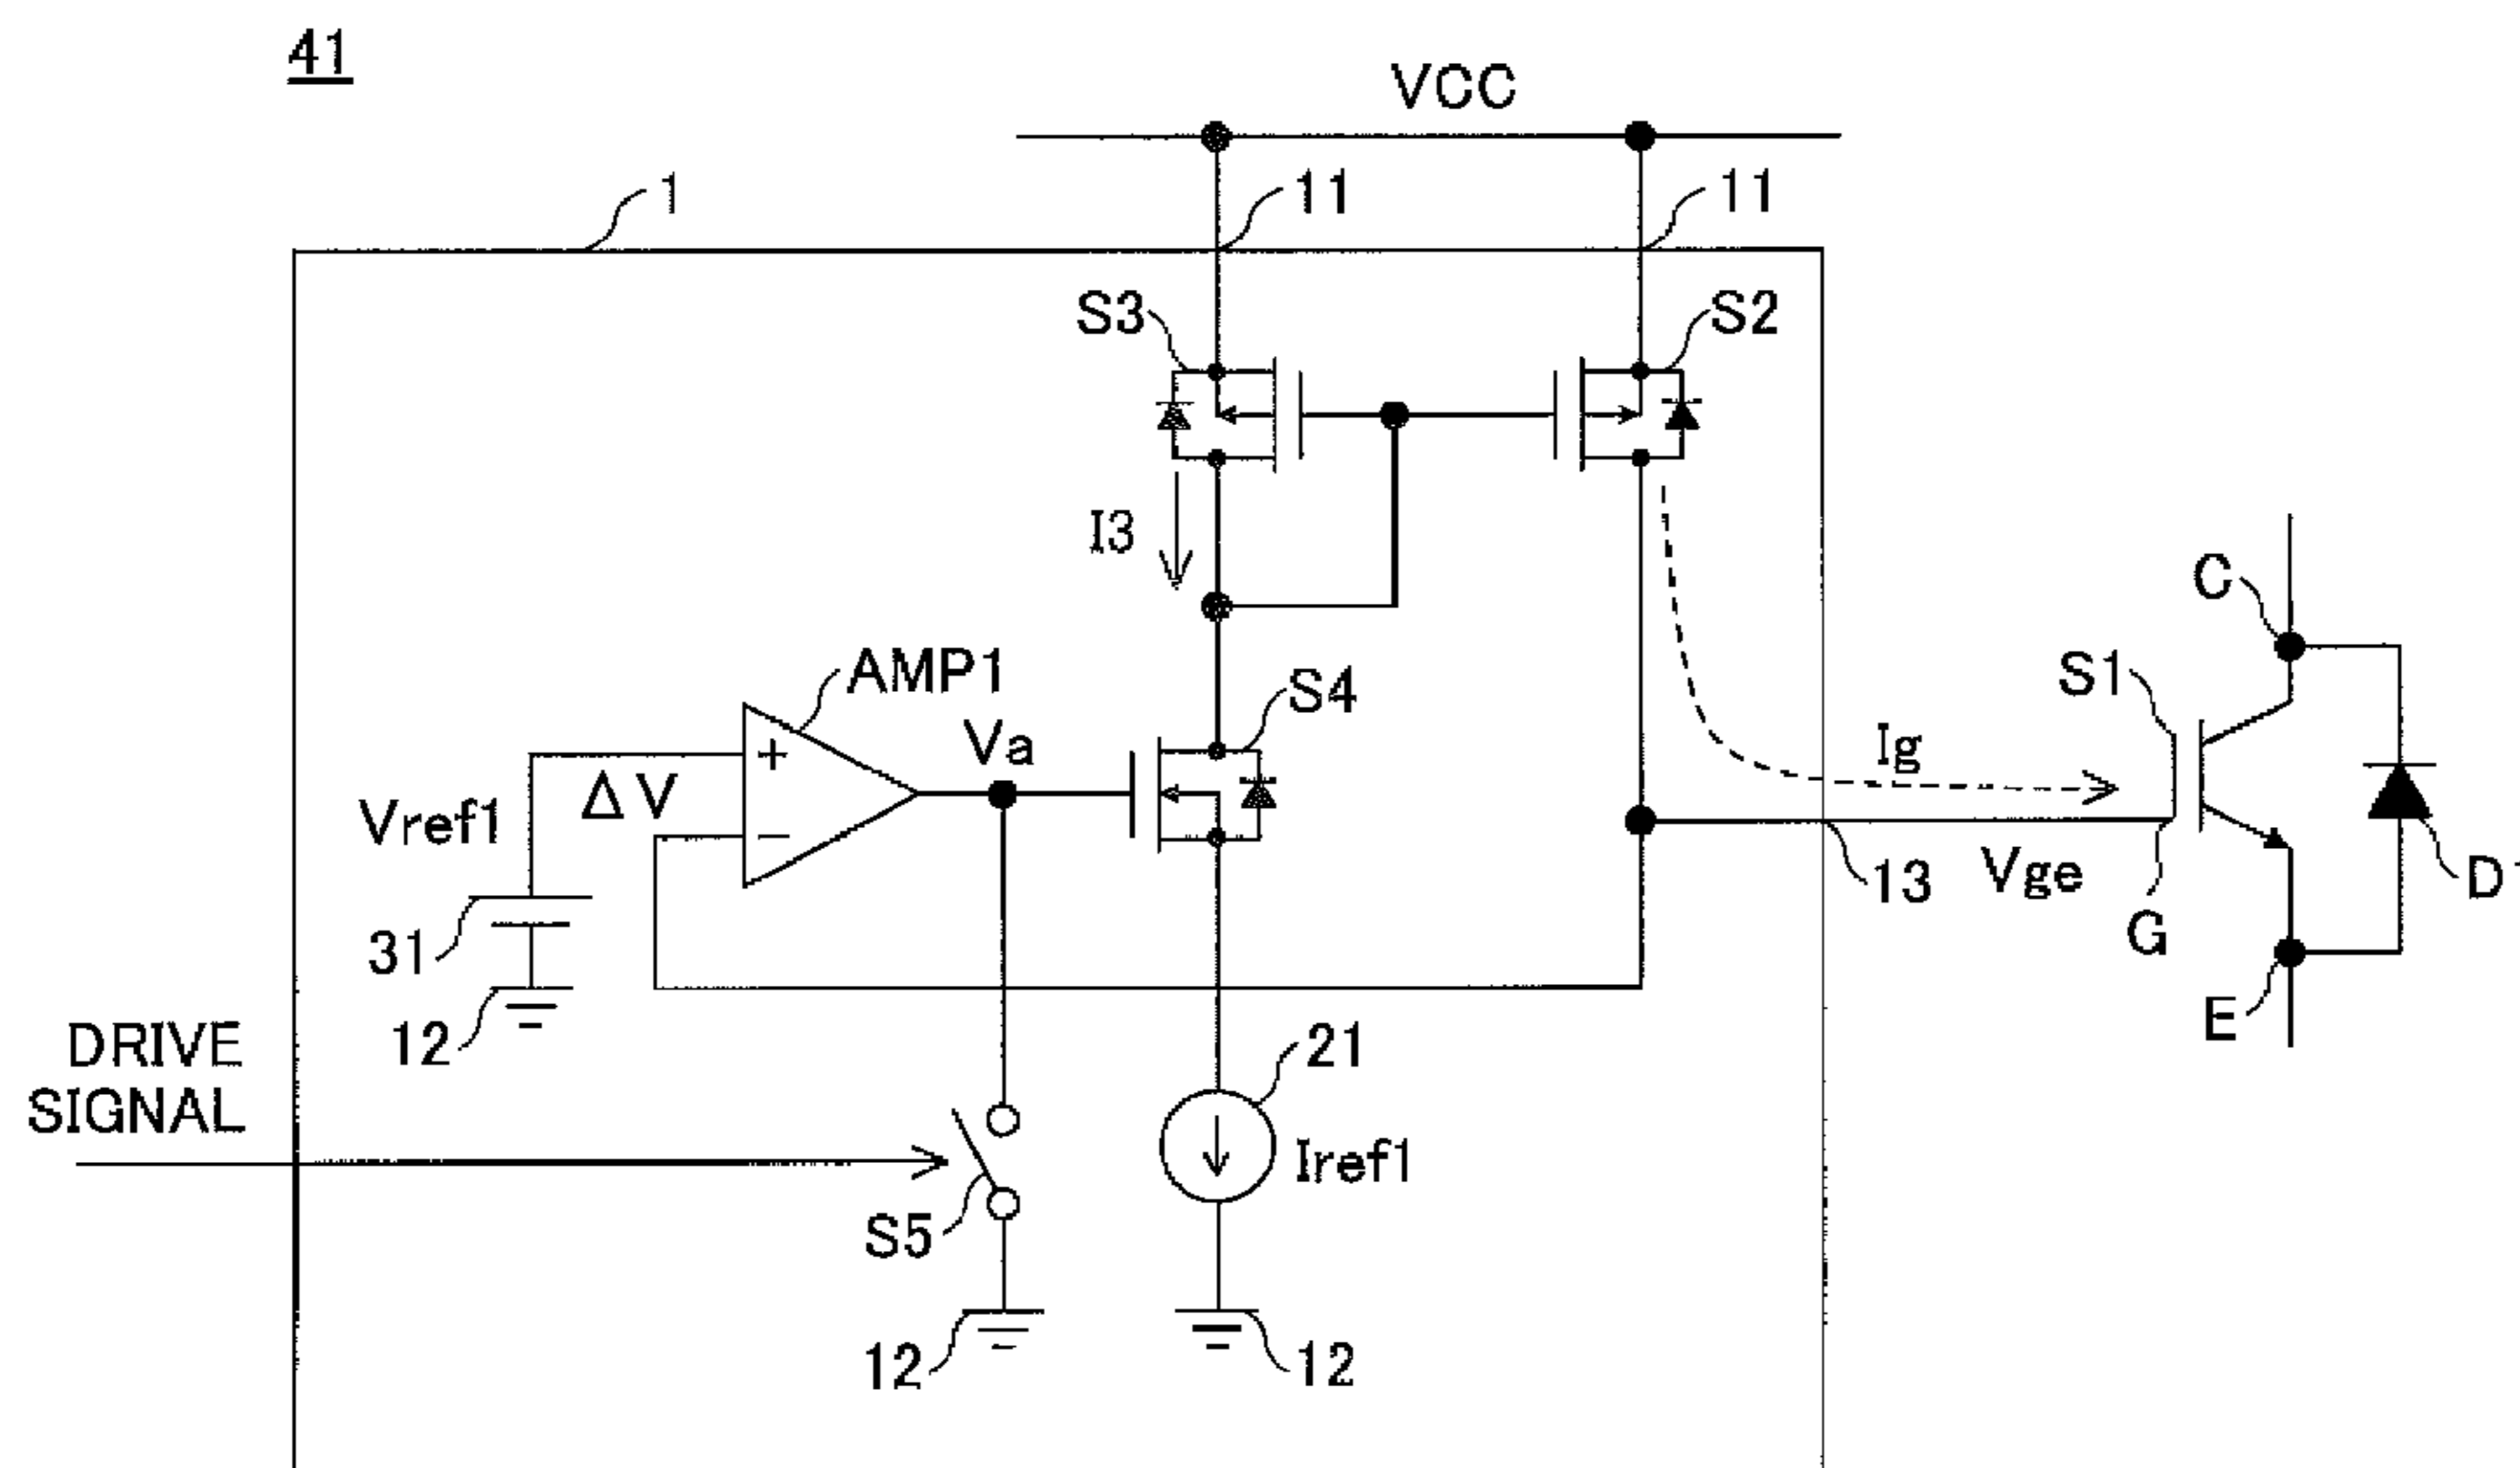 41
VCC
1
11
11
S3
S2
I3
C
AMP1
S4
S1
Va
Ig
+
ΔV
Vref1
−
13
Vge
D1
31
G
E
12
DRIVE
SIGNAL
21
Iref1
S5
12
12